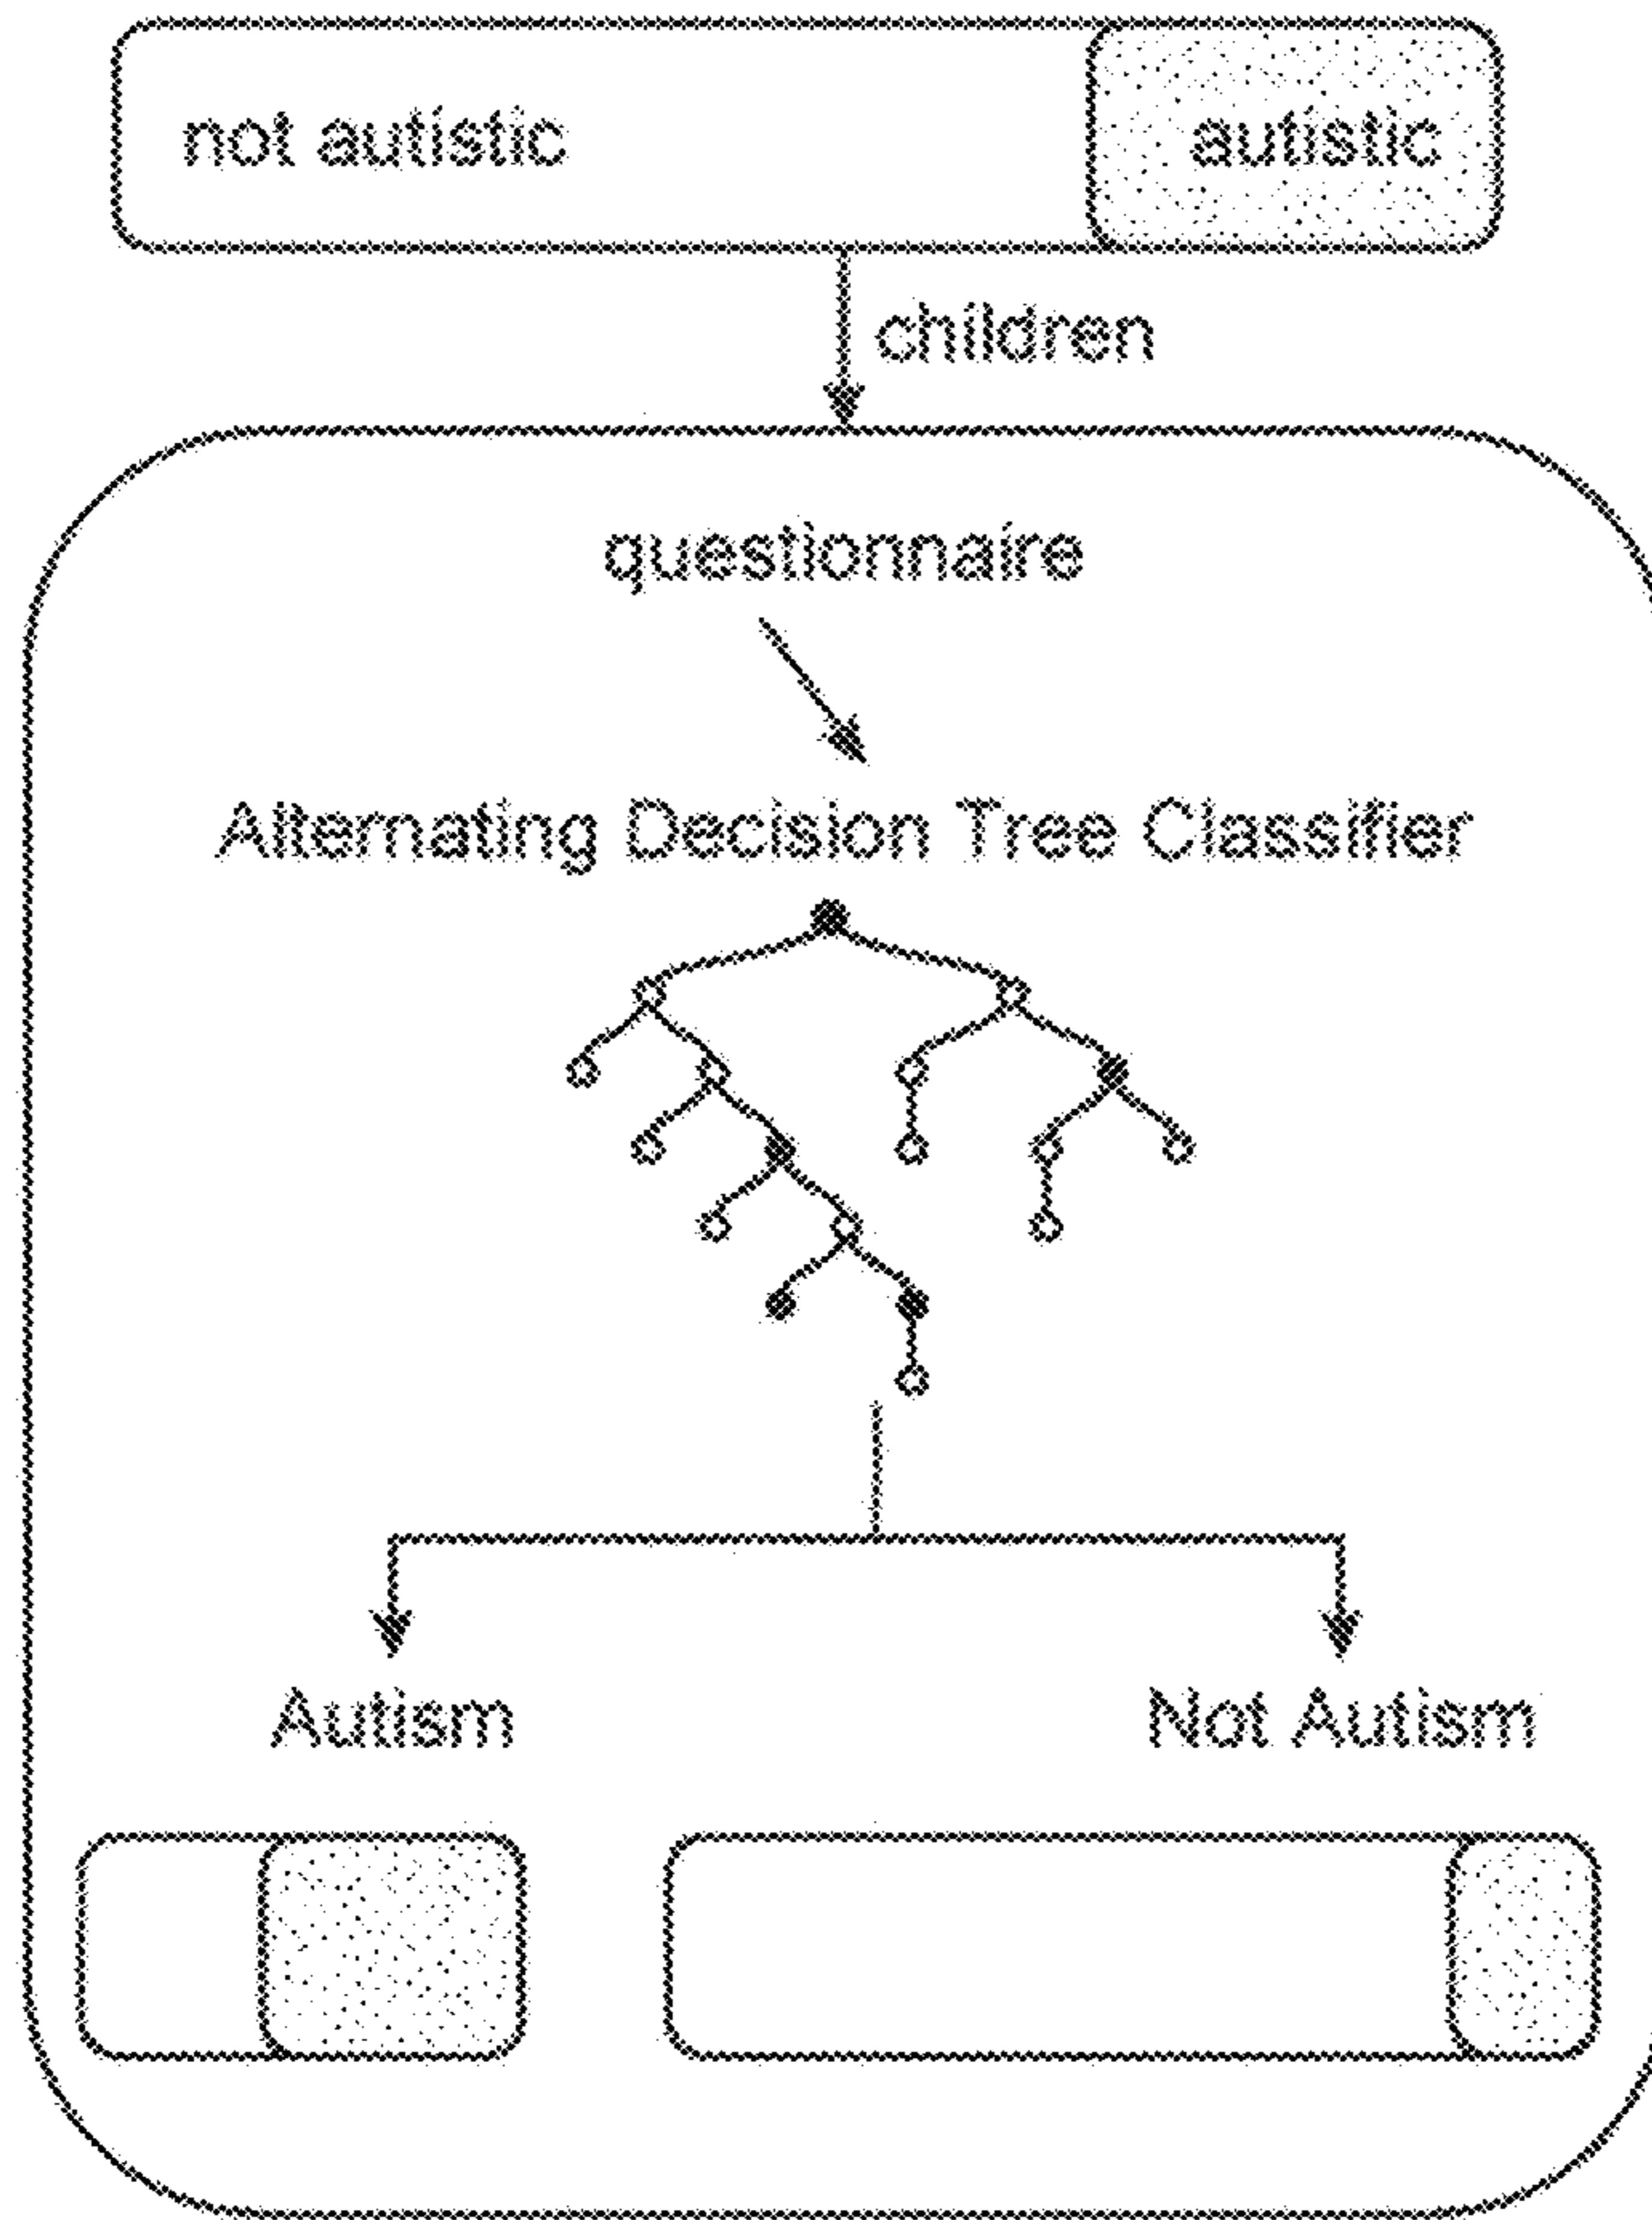 not autistic autistic
children
questionnaire
Alternating Decision Tree Classifier
Autism Not Autism